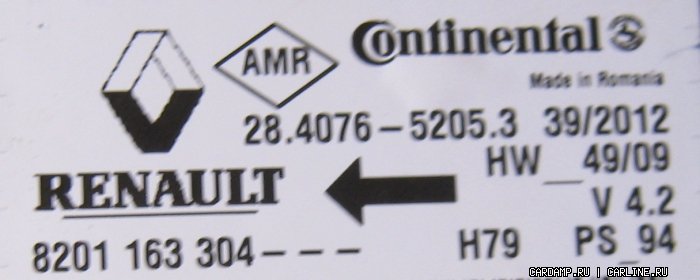 AMR
Continental
Made in Romania
28.4076-5205.3 39/2012
HW__49/09
RENAULT
V 4.2
8201 163 304---
H79 PS_94
CARDAMP.RU | CARLINE.RU